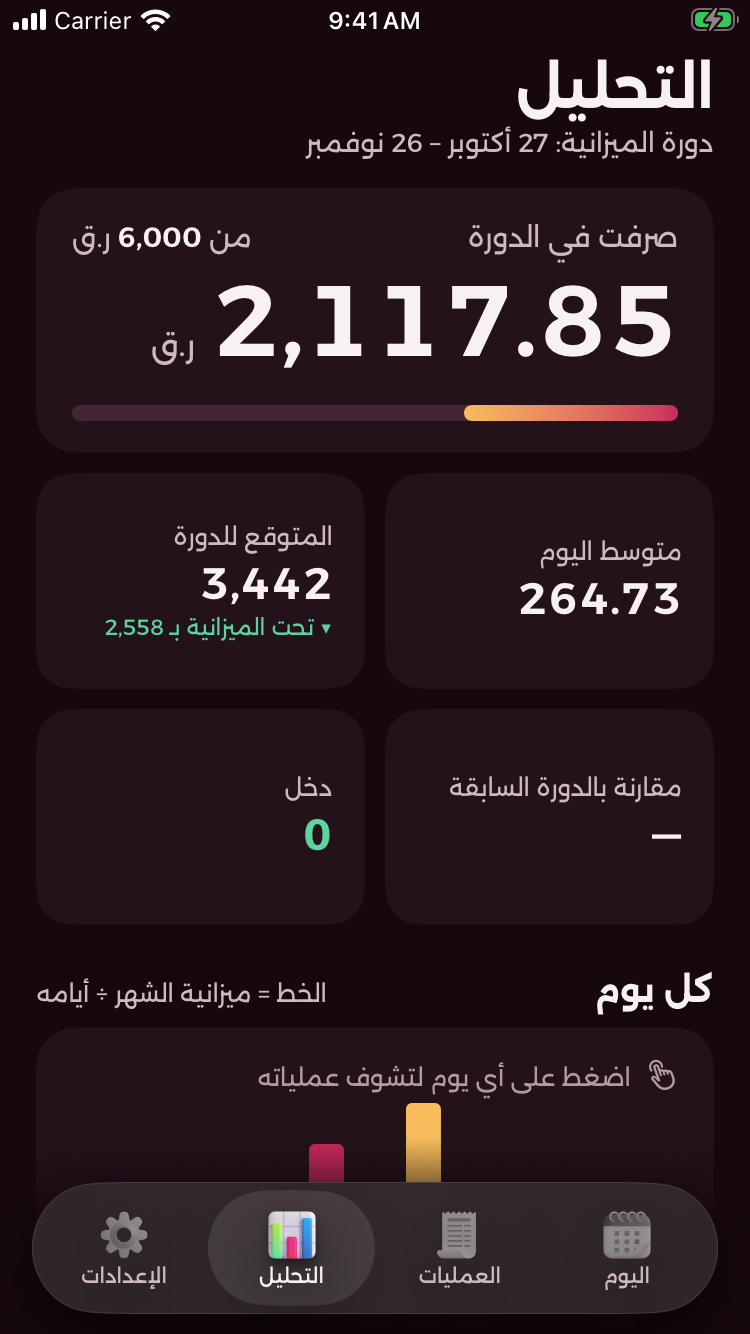 Carrier 9:41 AM
التحليل
دورة الميزانية: 27 أكتوبر – 26 نوفمبر
صرفت في الدورة
من 6,000 ر.ق
2,117.85 ر.ق
متوسط اليوم
264.73
المتوقع للدورة
3,442
▼ تحت الميزانية بـ 2,558
مقارنة بالدورة السابقة
—
دخل
0
كل يوم
الخط = ميزانية الشهر ÷ أيامه
اضغط على أي يوم لتشوف عملياته
اليوم
العمليات
التحليل
الإعدادات